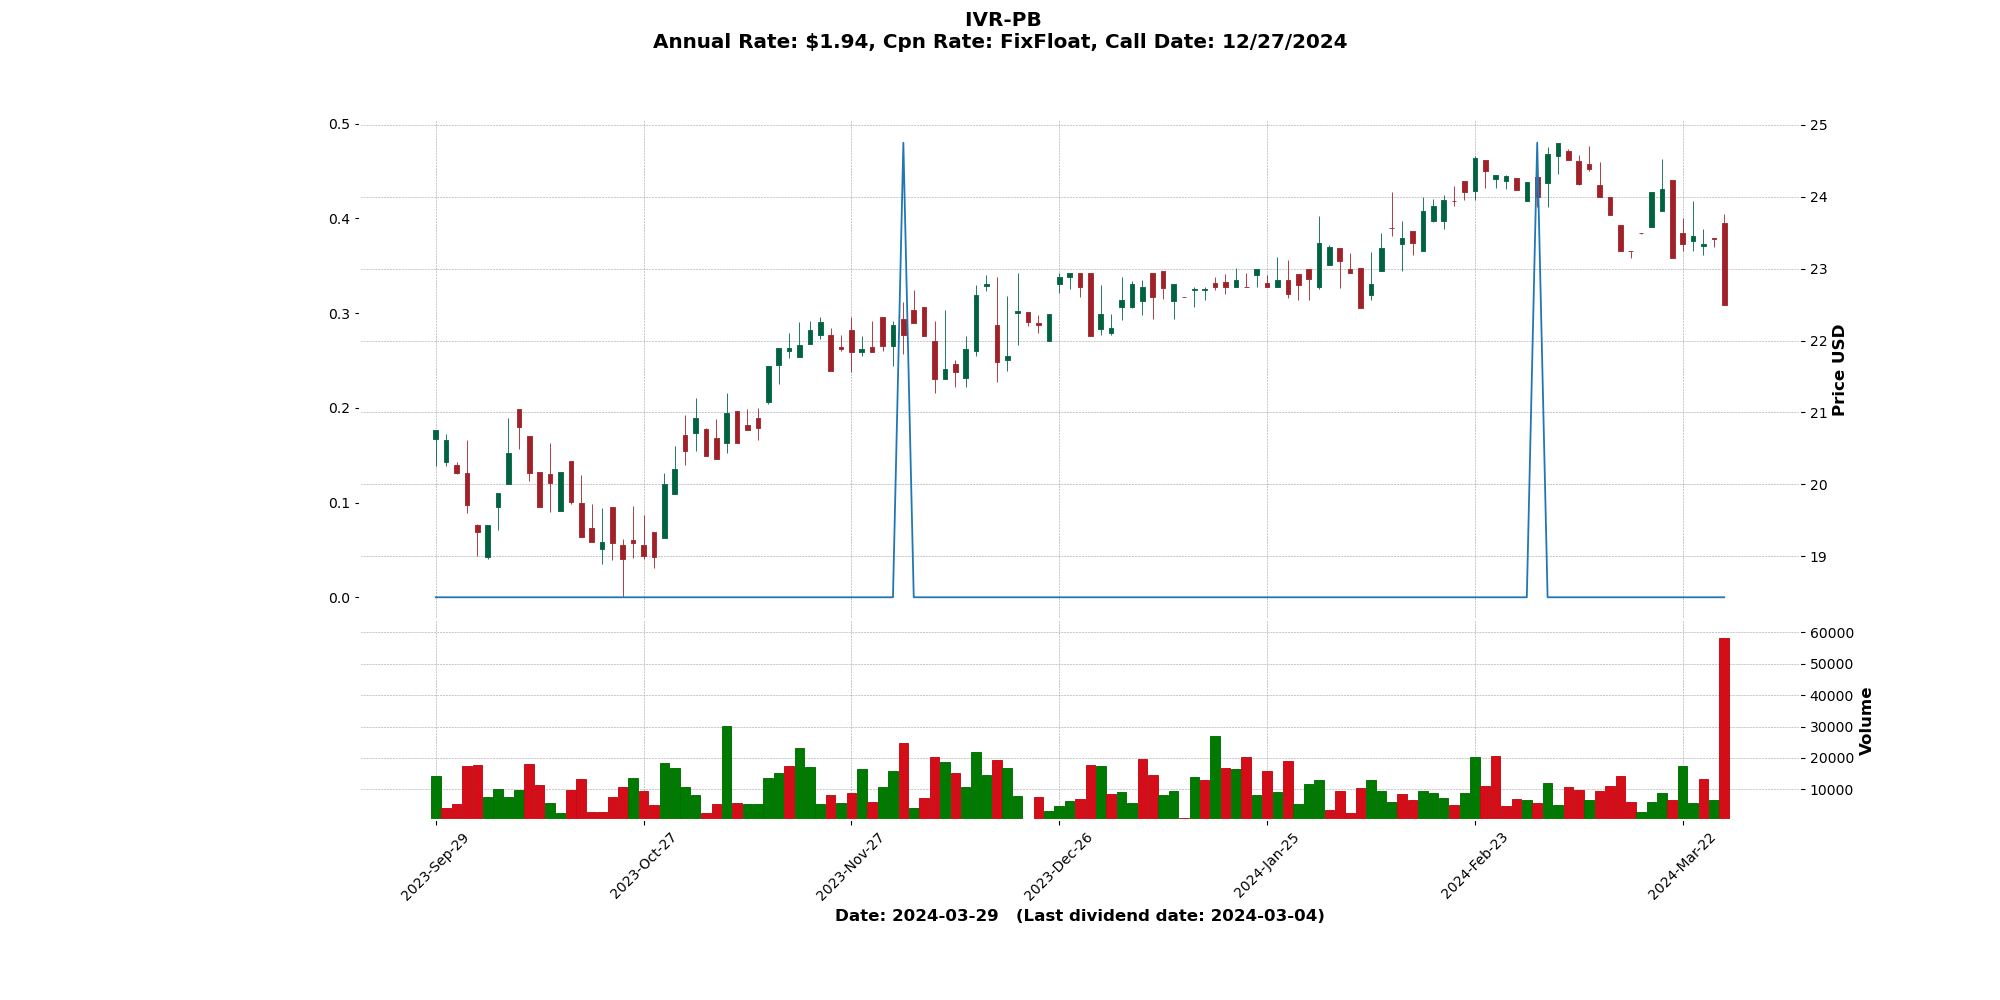 IVR-PB
Annual Rate: $1.94, Cpn Rate: FixFloat, Call Date: 12/27/2024
0.5
0.4
0.3
0.2
0.1
0.0
25
24
23
22
21
20
19
Price USD
60000
50000
40000
30000
20000
10000
Volume
2023-Sep-29
2023-Oct-27
2023-Nov-27
2023-Dec-26
2024-Jan-25
2024-Feb-23
2024-Mar-22
Date: 2024-03-29   (Last dividend date: 2024-03-04)